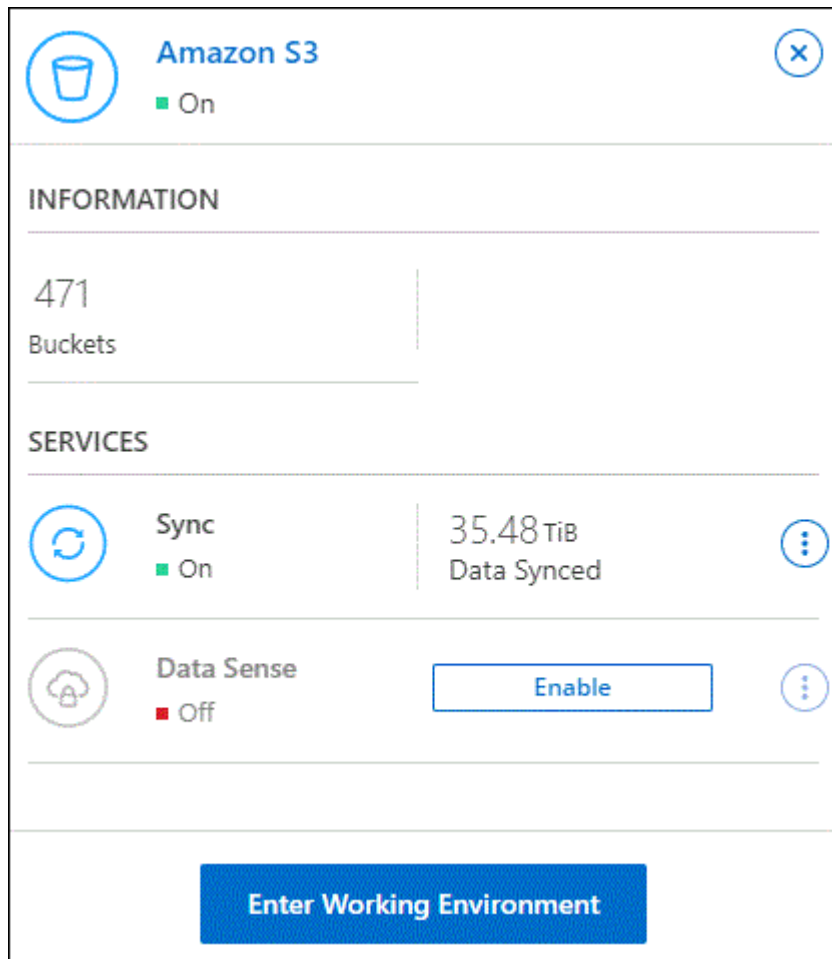 Amazon S3
On
INFORMATION
471
Buckets
SERVICES
Sync
On
35.48 TiB
Data Synced
Data Sense
Off
Enable
Enter Working Environment